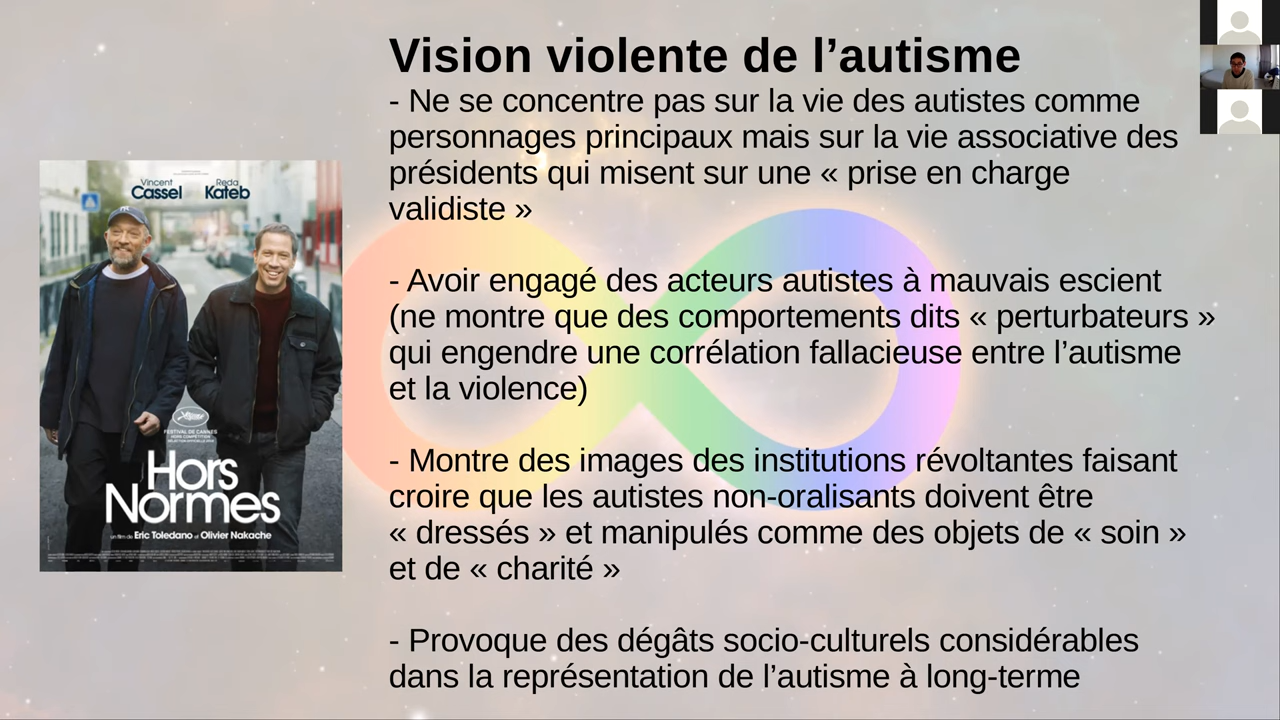 Vision violente de l’autisme
- Ne se concentre pas sur la vie des autistes comme
personnages principaux mais sur la vie associative des
présidents qui misent sur une « prise en charge
validiste »
- Avoir engagé des acteurs autistes à mauvais escient
(ne montre que des comportements dits « perturbateurs »
qui engendre une corrélation fallacieuse entre l’autisme
et la violence)
- Montre des images des institutions révoltantes faisant
croire que les autistes non-oralisants doivent être
« dressés » et manipulés comme des objets de « soin »
et de « charité »
- Provoque des dégâts socio-culturels considérables
dans la représentation de l’autisme à long-terme
Vincent Cassel
Reda Kateb
FESTIVAL DE CANNES
Hors
Normes
un film de Eric Toledano et Olivier Nakache